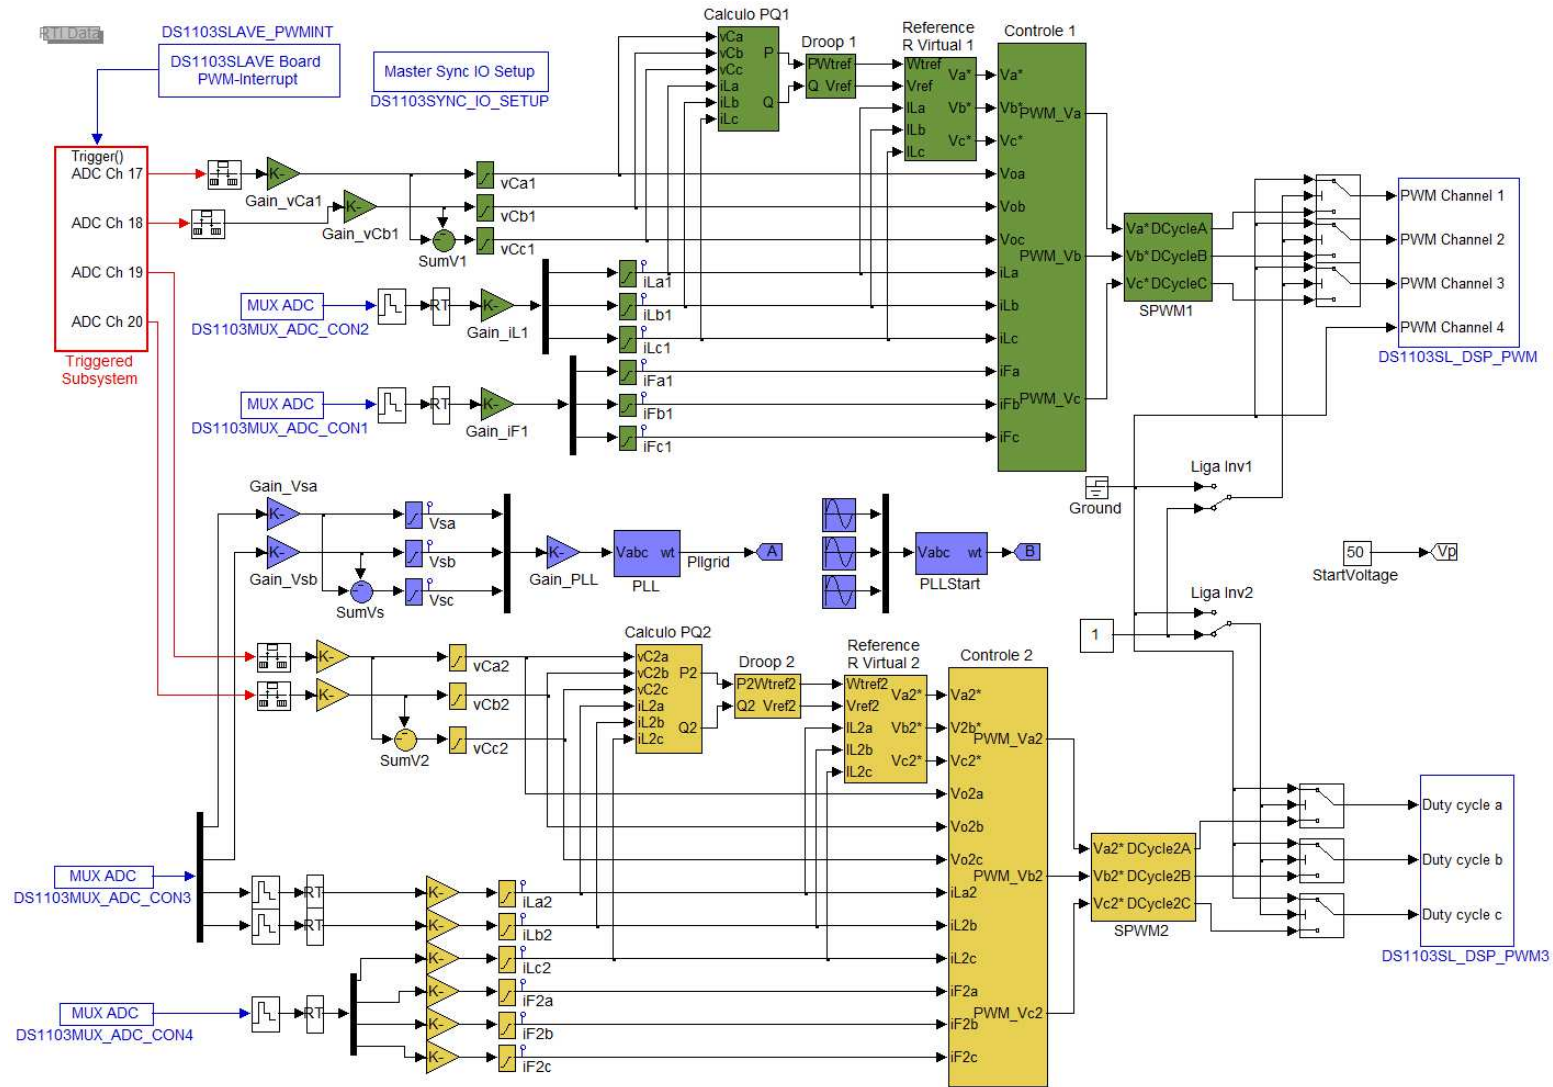 RTI Data
DS1103SLAVE_PWMINT
DS1103SLAVE Board
PWM-Interrupt
Master Sync IO Setup
DS1103SYNC_IO_SETUP
Trigger()
ADC Ch 17
ADC Ch 18
ADC Ch 19
ADC Ch 20
Triggered
Subsystem
K-
Gain_vCa1
K-
Gain_vCb1
SumV1
vCa1
vCb1
vCc1
MUX ADC
DS1103MUX_ADC_CON2
RT
K-
Gain_iL1
iLa1
iLb1
iLc1
MUX ADC
DS1103MUX_ADC_CON1
RT
K-
Gain_iF1
iFa1
iFb1
iFc1
Calculo PQ1
vCa
vCb
vCc
iLa
iLb
iLc
P
Q
Droop 1
P Wtref
Q Vref
Reference
R Virtual 1
Wtref
Vref
ILa
ILb
ILc
Va*
Vb*
Vc*
Controle 1
Va*
Vb*
Vc*
Voa
Vob
Voc
iLa
iLb
iLc
iFa
iFb
iFc
PWM_Va
PWM_Vb
PWM_Vc
Va* DCycleA
Vb* DCycleB
Vc* DCycleC
SPWM1
PWM Channel 1
PWM Channel 2
PWM Channel 3
PWM Channel 4
DS1103SL_DSP_PWM
Gain_Vsa
K-
K-
Gain_Vsb
SumVs
Vsa
Vsb
Vsc
K-
Gain_PLL
Vabc wt
PLL
Pllgrid
A
Vabc wt
PLLStart
B
Ground
Liga Inv1
50
StartVoltage
Vp
Liga Inv2
1
K-
K-
SumV2
vCa2
vCb2
vCc2
Calculo PQ2
vC2a
vC2b
vC2c
iL2a
iL2b
iL2c
P2
Q2
Droop 2
P2 Wtref2
Q2 Vref2
Reference
R Virtual 2
Wtref2
Vref2
IL2a
IL2b
IL2c
Va2*
Vb2*
Vc2*
Controle 2
Va2*
V2b*
Vc2*
Vo2a
Vo2b
Vo2c
iLa2
iL2b
iL2c
iF2a
iF2b
iF2c
PWM_Va2
PWM_Vb2
PWM_Vc2
Va2* DCycle2A
Vb2* DCycle2B
Vc2* DCycle2C
SPWM2
Duty cycle a
Duty cycle b
Duty cycle c
DS1103SL_DSP_PWM3
MUX ADC
DS1103MUX_ADC_CON3
RT
RT
K-
K-
K-
K-
K-
K-
iLa2
iLb2
iLc2
iF2a
iF2b
iF2c
MUX ADC
DS1103MUX_ADC_CON4
RT